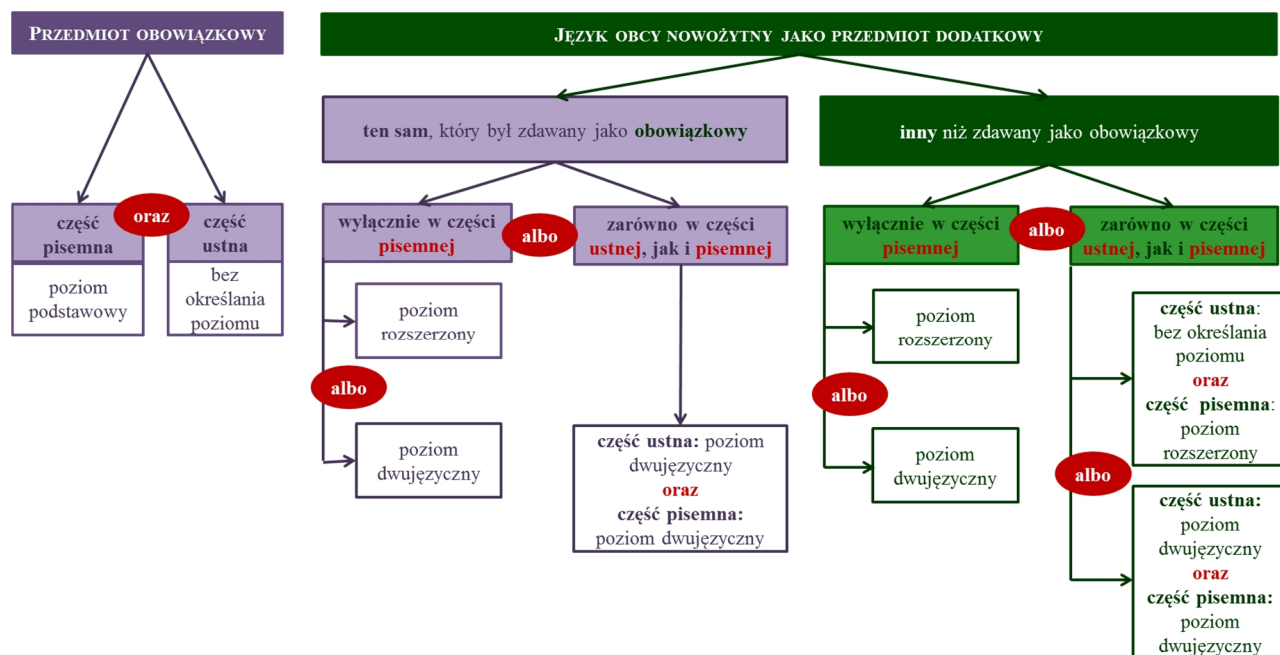 PRZEDMIOT OBOWIĄZKOWY
część
pisemna
oraz
część
ustna
poziom
podstawowy
bez
określania
poziomu
JĘZYK OBCY NOWOŻYTNY JAKO PRZEDMIOT DODATKOWY
ten sam, który był zdawany jako obowiązkowy
wyłącznie w części
pisemnej
albo
zarówno w części
ustnej, jak i pisemnej
poziom
rozszerzony
albo
poziom
dwujęzyczny
część ustna: poziom
dwujęzyczny
oraz
część pisemna:
poziom dwujęzyczny
inny niż zdawany jako obowiązkowy
wyłącznie w części
pisemnej
albo
zarówno w części
ustnej, jak i pisemnej
poziom
rozszerzony
albo
poziom
dwujęzyczny
część ustna:
bez określania
poziomu
oraz
część pisemna:
poziom
rozszerzony
albo
część ustna:
poziom
dwujęzyczny
oraz
część pisemna:
poziom
dwujęzyczny